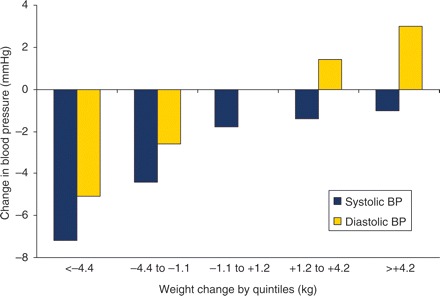 Change in blood pressure (mmHg)
4
2
0
−2
−4
−6
−8
<−4.4
−4.4 to −1.1
−1.1 to +1.2
+1.2 to +4.2
>+4.2
Weight change by quintiles (kg)
Systolic BP
Diastolic BP